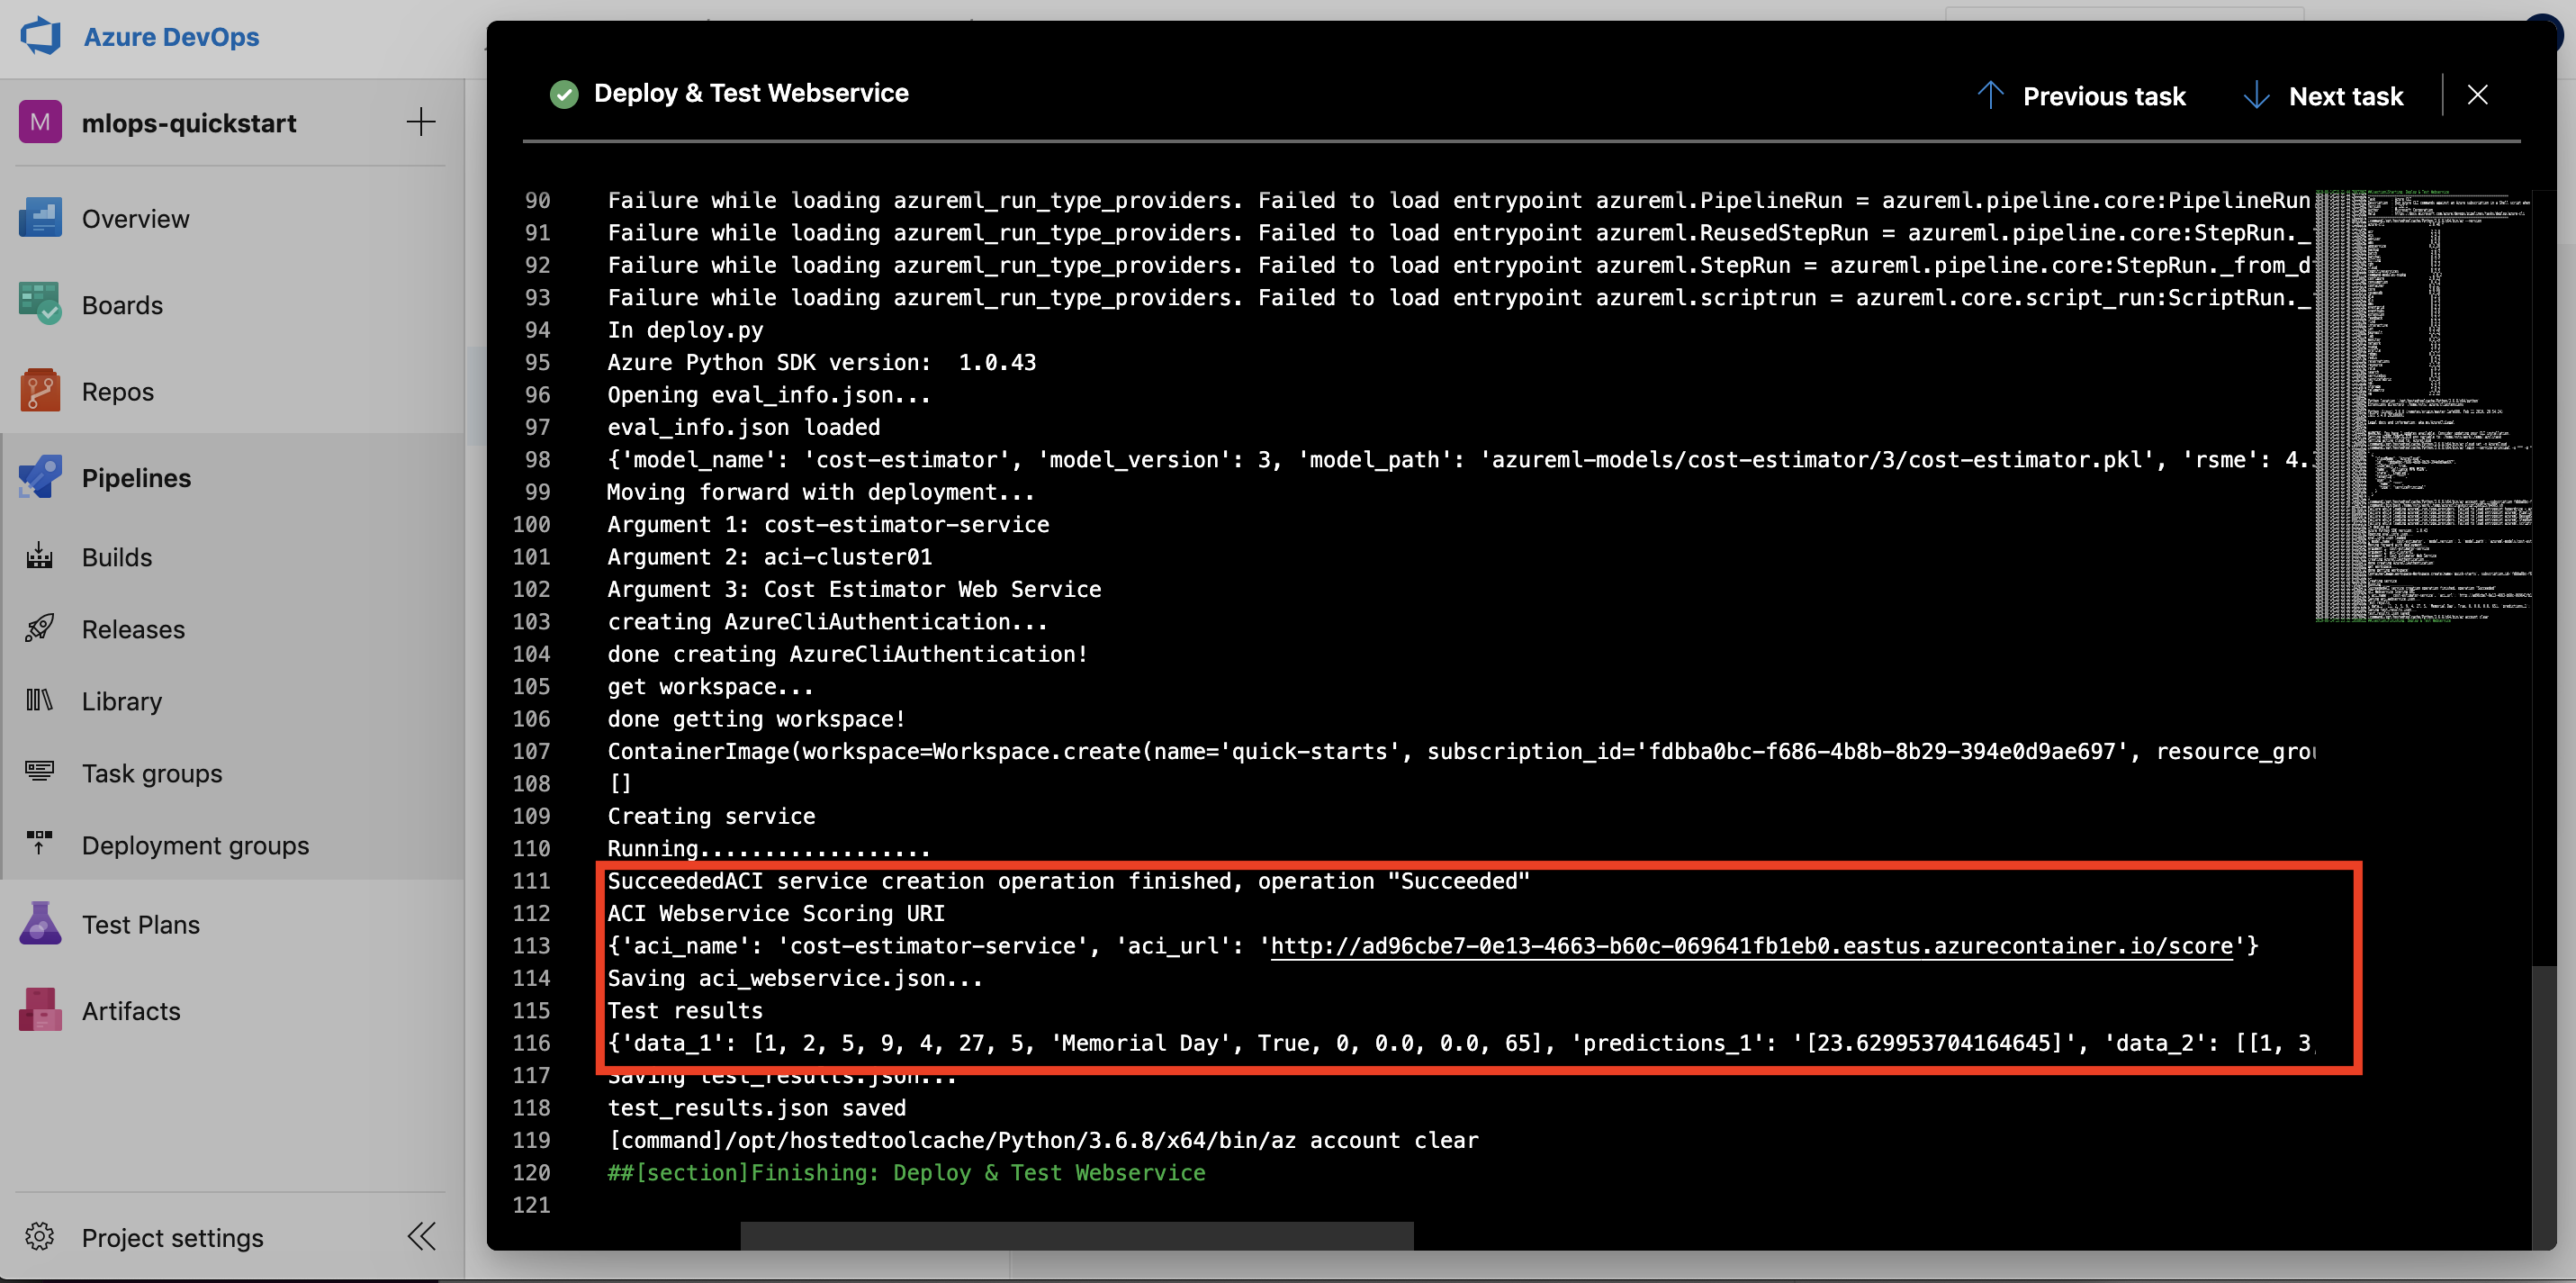 Azure DevOps
M
mlops-quickstart
Overview
Boards
Repos
Pipelines
Builds
Releases
Library
Task groups
Deployment groups
Test Plans
Artifacts
Project settings
Deploy & Test Webservice
Previous task
Next task
90 Failure while loading azureml_run_type_providers. Failed to load entrypoint azureml.PipelineRun = azureml.pipeline.core:PipelineRun
91 Failure while loading azureml_run_type_providers. Failed to load entrypoint azureml.ReusedStepRun = azureml.pipeline.core:StepRun._
92 Failure while loading azureml_run_type_providers. Failed to load entrypoint azureml.StepRun = azureml.pipeline.core:StepRun._from_d
93 Failure while loading azureml_run_type_providers. Failed to load entrypoint azureml.scriptrun = azureml.core.script_run:ScriptRun._
94 In deploy.py
95 Azure Python SDK version:  1.0.43
96 Opening eval_info.json...
97 eval_info.json loaded
98 {'model_name': 'cost-estimator', 'model_version': 3, 'model_path': 'azureml-models/cost-estimator/3/cost-estimator.pkl', 'rsme': 4.
99 Moving forward with deployment...
100 Argument 1: cost-estimator-service
101 Argument 2: aci-cluster01
102 Argument 3: Cost Estimator Web Service
103 creating AzureCliAuthentication...
104 done creating AzureCliAuthentication!
105 get workspace...
106 done getting workspace!
107 ContainerImage(workspace=Workspace.create(name='quick-starts', subscription_id='fdbba0bc-f686-4b8b-8b29-394e0d9ae697', resource_grou
108 []
109 Creating service
110 Running..................
111 SucceededACI service creation operation finished, operation "Succeeded"
112 ACI Webservice Scoring URI
113 {'aci_name': 'cost-estimator-service', 'aci_url': 'http://ad96cbe7-0e13-4663-b60c-069641fb1eb0.eastus.azurecontainer.io/score'}
114 Saving aci_webservice.json...
115 Test results
116 {'data_1': [1, 2, 5, 9, 4, 27, 5, 'Memorial Day', True, 0, 0.0, 0.0, 65], 'predictions_1': '[23.629953704164645]', 'data_2': [[1, 3,
117 Saving test_results.json...
118 test_results.json saved
119 [command]/opt/hostedtoolcache/Python/3.6.8/x64/bin/az account clear
120 ##[section]Finishing: Deploy & Test Webservice
121